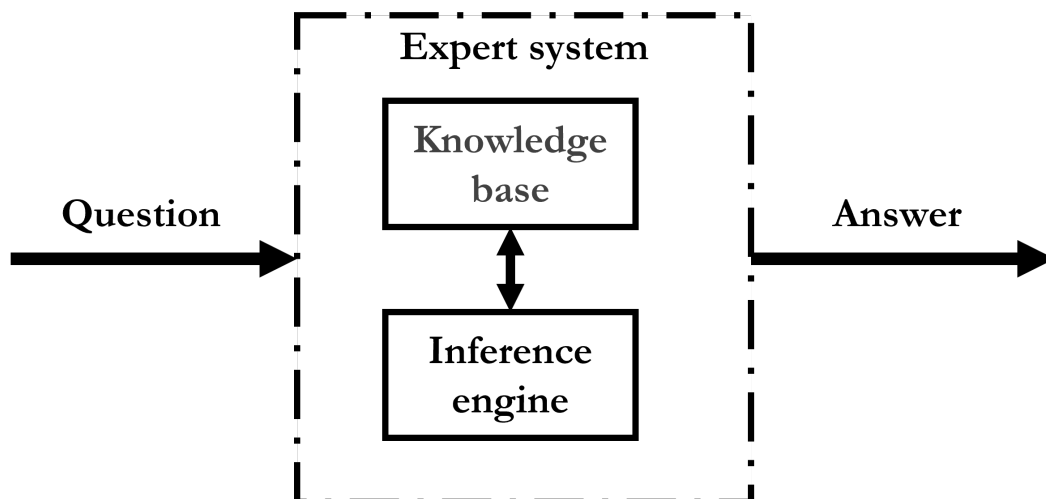 Expert system
Knowledge
base
Question
Answer
Inference
engine